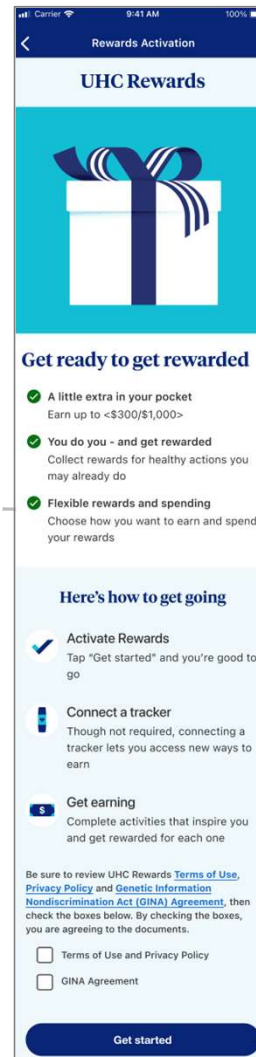 Carrier 9:41 AM 100%
Rewards Activation
UHC Rewards
Get ready to get rewarded
A little extra in your pocket
Earn up to <$300/$1,000>
You do you - and get rewarded
Collect rewards for healthy actions you
may already do
Flexible rewards and spending
Choose how you want to earn and spend
your rewards
Here's how to get going
Activate Rewards
Tap "Get started" and you're good to
go
Connect a tracker
Though not required, connecting a
tracker lets you access new ways to
earn
$
Get earning
Complete activities that inspire you
and get rewarded for each one
Be sure to review UHC Rewards Terms of Use,
Privacy Policy and Genetic Information
Nondiscrimination Act (GINA) Agreement, then
check the boxes below. By checking the boxes,
you are agreeing to the documents.
Terms of Use and Privacy Policy
GINA Agreement
Get started